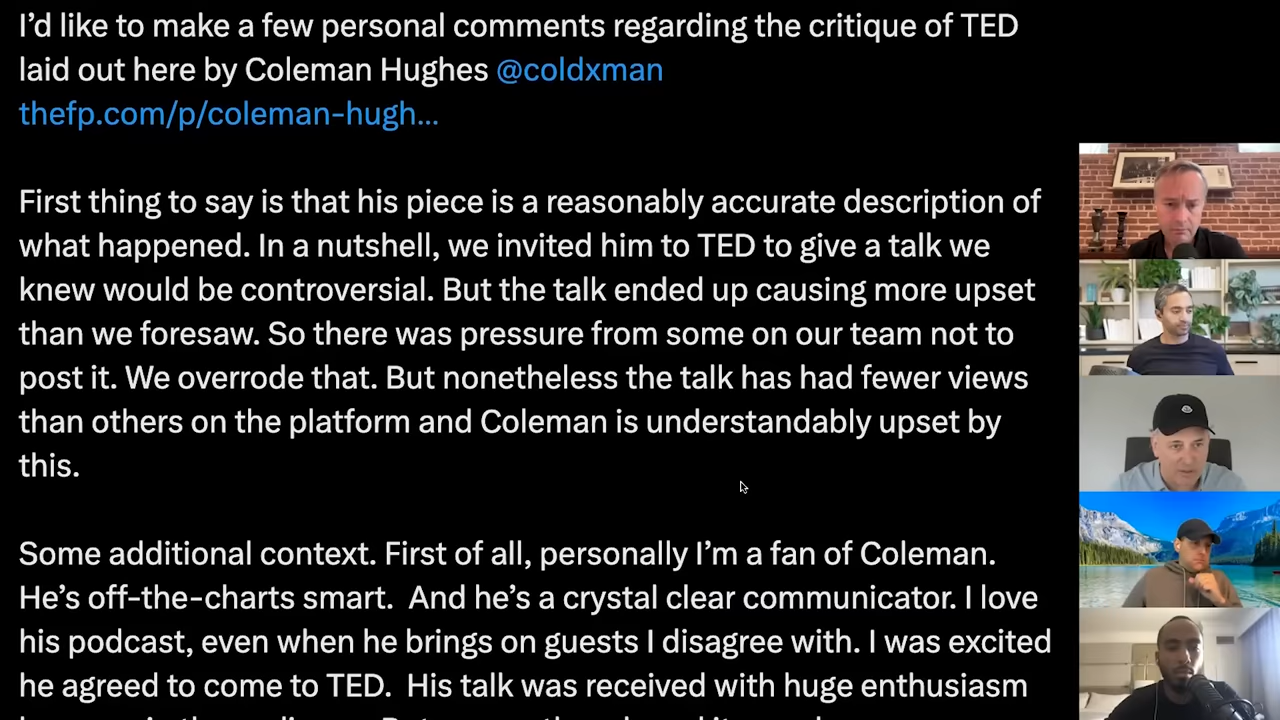 I’d like to make a few personal comments regarding the critique of TED
laid out here by Coleman Hughes @coldxman
thefp.com/p/coleman-hugh…
First thing to say is that his piece is a reasonably accurate description of
what happened. In a nutshell, we invited him to TED to give a talk we
knew would be controversial. But the talk ended up causing more upset
than we foresaw. So there was pressure from some on our team not to
post it. We overrode that. But nonetheless the talk has had fewer views
than others on the platform and Coleman is understandably upset by
this.
Some additional context. First of all, personally I’m a fan of Coleman.
He’s off-the-charts smart.  And he’s a crystal clear communicator. I love
his podcast, even when he brings on guests I disagree with. I was excited
he agreed to come to TED.  His talk was received with huge enthusiasm